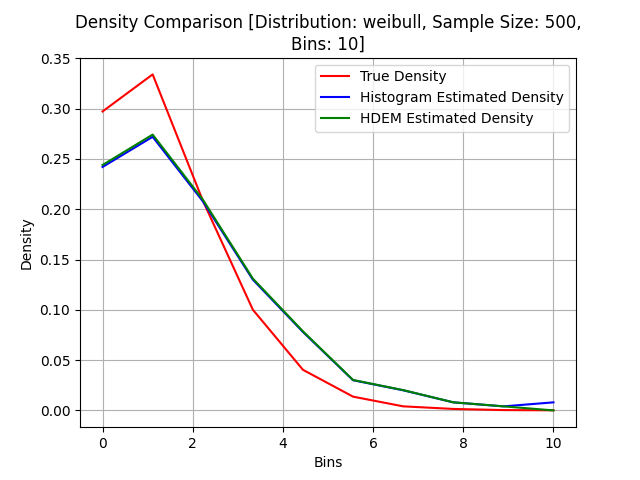 Density Comparison [Distribution: weibull, Sample Size: 500,
Bins: 10]
True Density
Histogram Estimated Density
HDEM Estimated Density
Density
0.35
0.30
0.25
0.20
0.15
0.10
0.05
0.00
0 2 4 6 8 10
Bins